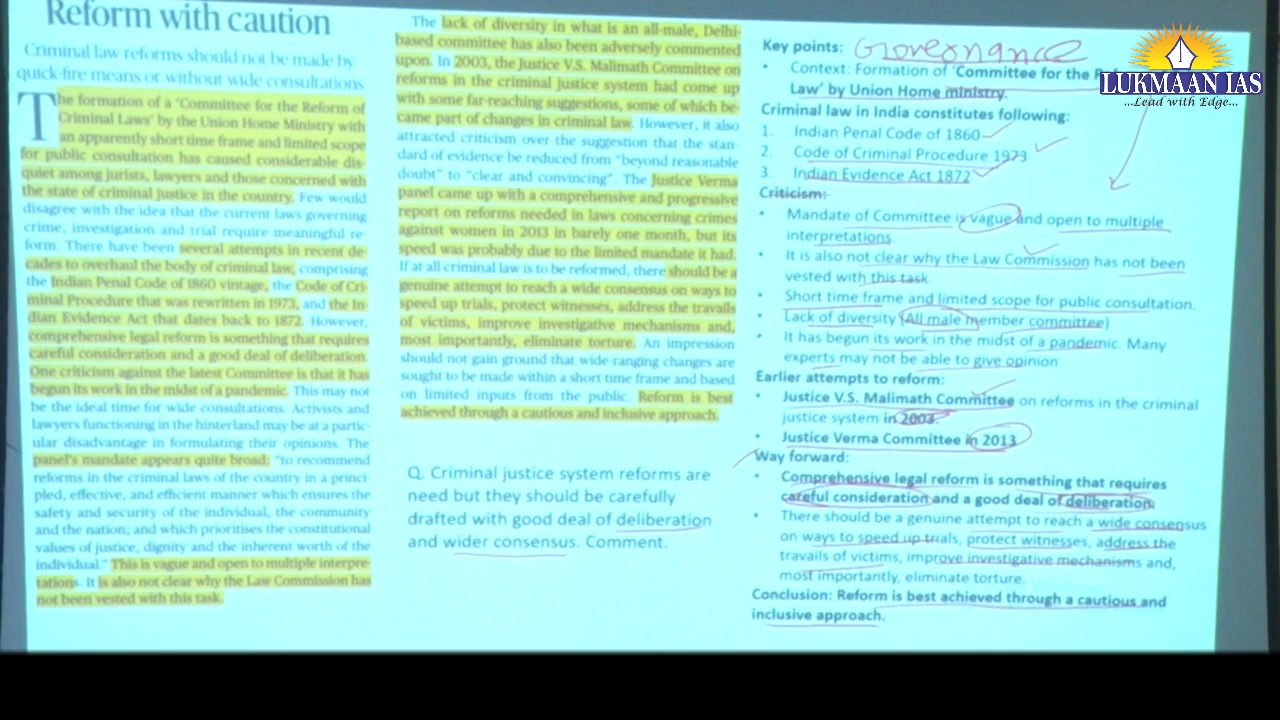 Reform with caution
Criminal law reforms should not be made by
quick-fire means or without wide consultations
The formation of a 'Committee for the Reform of
Criminal Laws' by the Union Home Ministry with
an apparently short time frame and limited scope
for public consultation has caused considerable dis-
quiet among jurists, lawyers and those concerned with
the state of criminal justice in the country. Few would
disagree with the idea that the current laws governing
crime, investigation and trial require meaningful re-
form. There have been several attempts in recent de-
cades to overhaul the body of criminal law, comprising
the Indian Penal Code of 1860 vintage, the Code of Cri-
minal Procedure that was rewritten in 1973, and the In-
dian Evidence Act that dates back to 1872. However,
comprehensive legal reform is something that requires
careful consideration and a good deal of deliberation.
One criticism against the latest Committee is that it has
begun its work in the midst of a pandemic. This may not
be the ideal time for wide consultations. Activists and
lawyers functioning in the hinterland may be at a partic-
ular disadvantage in formulating their opinions. The
panel's mandate appears quite broad: "to recommend
reforms in the criminal laws of the country in a princi-
pled, effective, and efficient manner which ensures the
safety and security of the individual, the community
and the nation; and which prioritises the constitutional
values of justice, dignity and the inherent worth of the
individual." This is vague and open to multiple interpre-
tations. It is also not clear why the Law Commission has
not been vested with this task.
The lack of diversity in what is an all-male, Delhi-
based committee has also been adversely commented
upon. In 2003, the Justice V.S. Malimath Committee on
reforms in the criminal justice system had come up
with some far-reaching suggestions, some of which be-
came part of changes in criminal law. However, it also
attracted criticism over the suggestion that the stan-
dard of evidence be reduced from "beyond reasonable
doubt" to "clear and convincing". The Justice Verma
panel came up with a comprehensive and progressive
report on reforms needed in laws concerning crimes
against women in 2013 in barely one month, but its
speed was probably due to the limited mandate it had.
If at all criminal law is to be reformed, there should be a
genuine attempt to reach a wide consensus on ways to
speed up trials, protect witnesses, address the travails
of victims, improve investigative mechanisms and,
most importantly, eliminate torture. An impression
should not gain ground that wide-ranging changes are
sought to be made within a short time frame and based
on limited inputs from the public. Reform is best
achieved through a cautious and inclusive approach.
Q. Criminal justice system reforms are
need but they should be carefully
drafted with good deal of deliberation
and wider consensus. Comment.
Key points: Governance
• Context: Formation of 'Committee for the
Law' by Union Home ministry.
Criminal law in India constitutes following:
1. Indian Penal Code of 1860
2. Code of Criminal Procedure 1973
3. Indian Evidence Act 1872
Criticism:
• Mandate of Committee is vague and open to multiple
interpretations
• It is also not clear why the Law Commission has not been
vested with this task.
• Short time frame and limited scope for public consultation.
• Lack of diversity (All male member committee)
• It has begun its work in the midst of a pandemic. Many
experts may not be able to give opinion
Earlier attempts to reform:
• Justice V.S. Malimath Committee on reforms in the criminal
justice system in 2003.
• Justice Verma Committee in 2013
Way forward:
• Comprehensive legal reform is something that requires
careful consideration and a good deal of deliberation.
• There should be a genuine attempt to reach a wide consensus
on ways to speed up trials, protect witnesses, address the
travails of victims, improve investigative mechanisms and,
most importantly, eliminate torture.
Conclusion: Reform is best achieved through a cautious and
inclusive approach.
LUKMAAN IAS
...Lead with Edge...